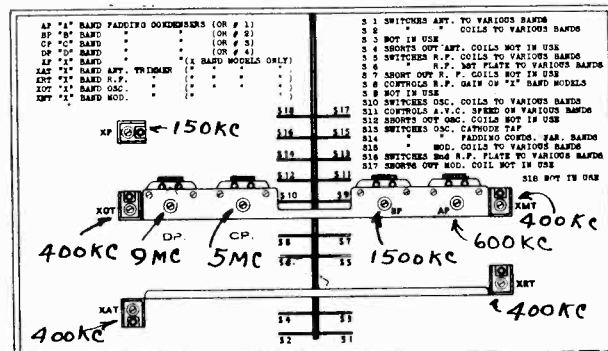 AP "A" BAND PADDING CONDENSERS (OR # 1)
BP "B" BAND " " (OR # 2)
CP "C" BAND " " (OR # 3)
DP "D" BAND " " (OR # 4)
XP "X" BAND " " (X BAND MODELS ONLY)
XAT "X" BAND ANT. TRIMMER ( " " " )
XRT "X" BAND R.F. " ( " " " )
XOT "X" BAND OSC. " ( " " " )
XMT "X" BAND MOD. " ( " " " )
S 1 SWITCHES ANT. TO VARIOUS BANDS
S 2 " " " VARIOUS BANDS
S 3 NOT IN USE
S 4 SHORTS OUT ANT. COILS NOT IN USE
S 5 SWITCHES R.F. COILS TO VARIOUS BANDS
S 6 " R.F. 1ST PLATE TO VARIOUS BANDS
S 7 SHORT OUT R. F. COILS NOT IN USE
S 8 CONTROLS R.F. GAIN ON "X" BAND MODELS
S 9 NOT IN USE
S10 SWITCHES OSC. COILS TO VARIOUS BANDS
S11 CONTROLS A.V.C. SPEED ON VARIOUS BANDS
S12 SHORTS OUT OSC. COILS NOT IN USE
S13 SWITCHES OSC. CATHODE TAP
S14 " " PADDING CONDS. VAR. BANDS
S15 " MOD. COILS TO VARIOUS BANDS
S16 SWITCHES 2nd R.F. PLATE TO VARIOUS BANDS
S17 SHORTS OUT MOD. COIL NOT IN USE
S18 NOT IN USE
XP 150KC
S18 S17
S16 S15
S14 S13
S12 S11
S10 S9
XOT XMT
400KC
BP AP
400KC 9MC 5MC 1500KC 600KC
DP. CP.
S8 S7
S6 S5
XAT XRT
400KC 400KC
S4 S3
S2 S1